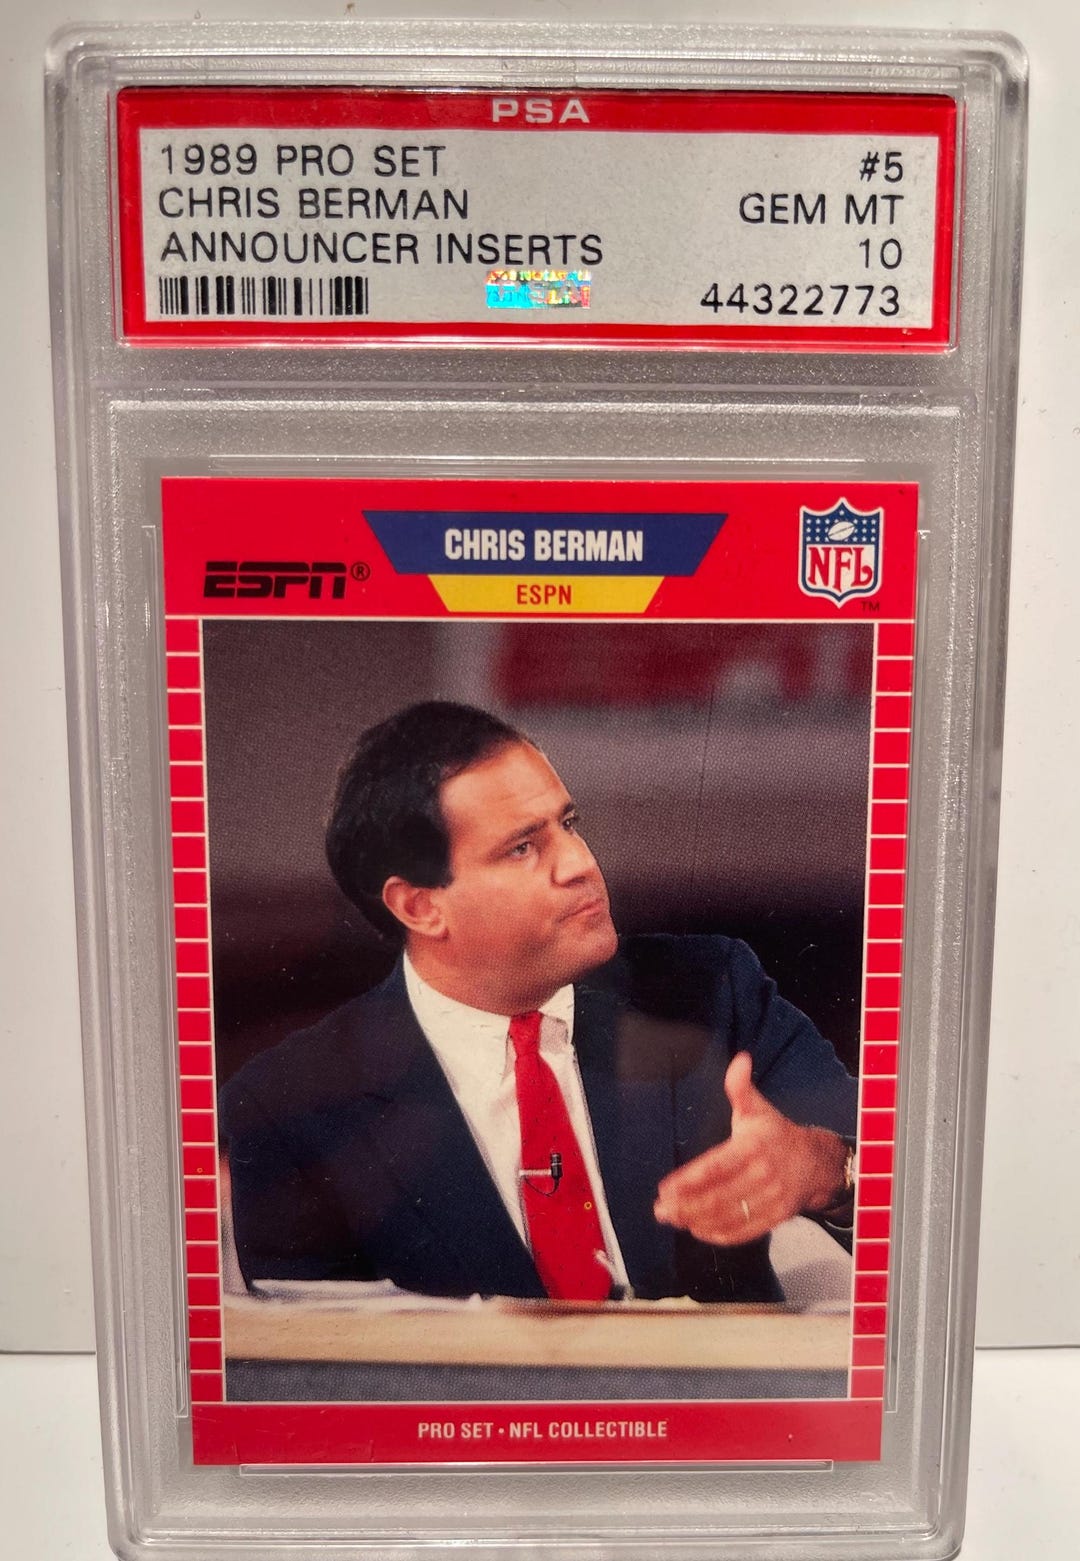 PSA
1989 PRO SET #5
CHRIS BERMAN GEM MT
ANNOUNCER INSERTS 10
44322773
CHRIS BERMAN
ESPN®
ESPN
NFL
TM
PRO SET • NFL COLLECTIBLE